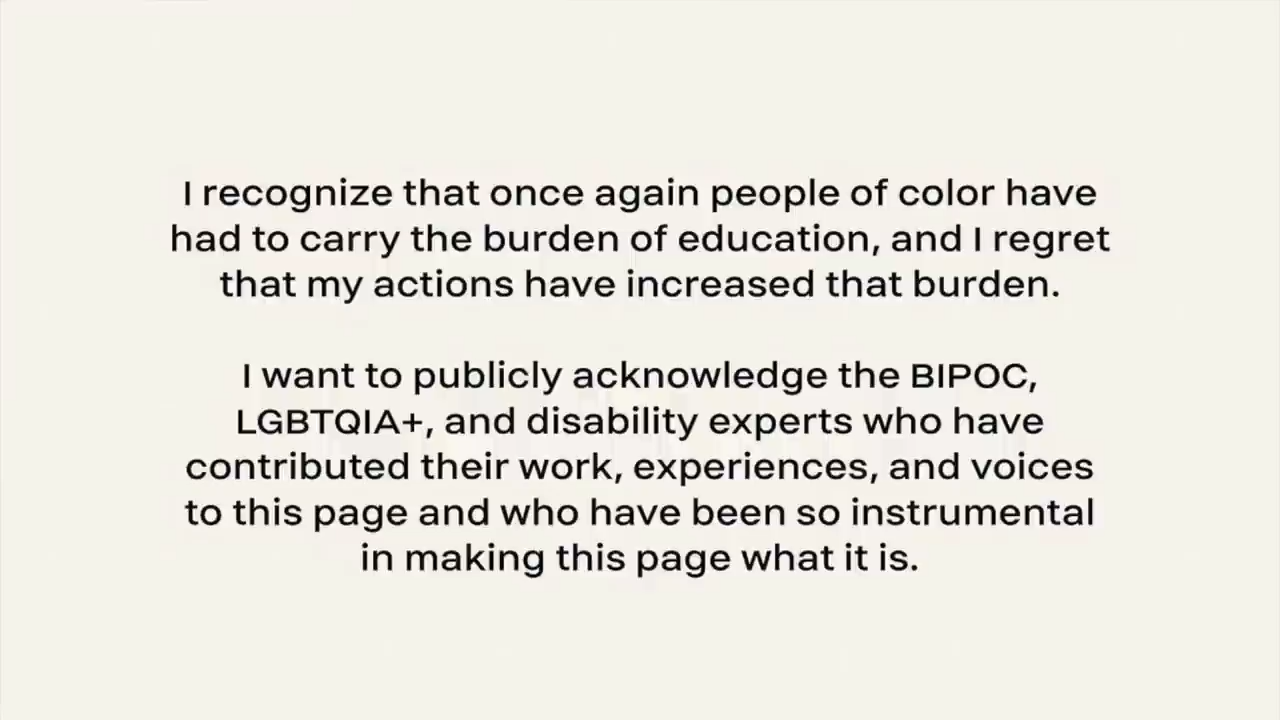 I recognize that once again people of color have
had to carry the burden of education, and I regret
that my actions have increased that burden.
I want to publicly acknowledge the BIPOC,
LGBTQIA+, and disability experts who have
contributed their work, experiences, and voices
to this page and who have been so instrumental
in making this page what it is.